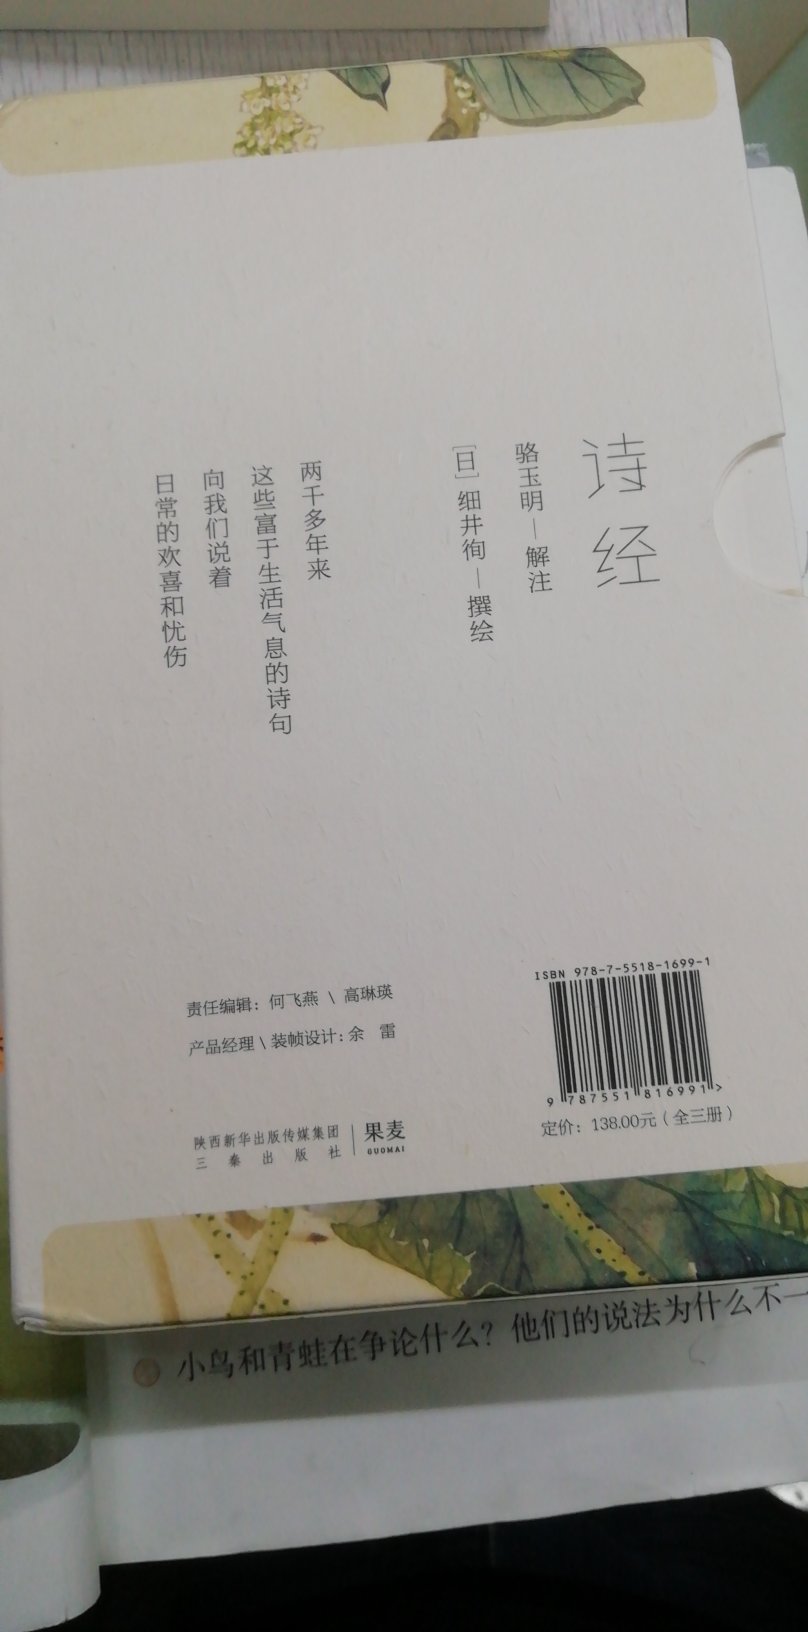 诗经
骆玉明—解注
[日]细井徇—撰绘
两千多年来
这些富于生活气息的诗句
向我们说着
日常的欢喜和忧伤
责任编辑：何飞燕 \ 高琳瑛
产品经理 \ 装帧设计：余 雷
陕西新华出版传媒集团
三秦出版社
果麦
GUOMAI
ISBN 978-7-5518-1699-1
9 787551 816991 >
定价：138.00元（全三册）
小鸟和青蛙在争论什么？他们的说法为什么不一